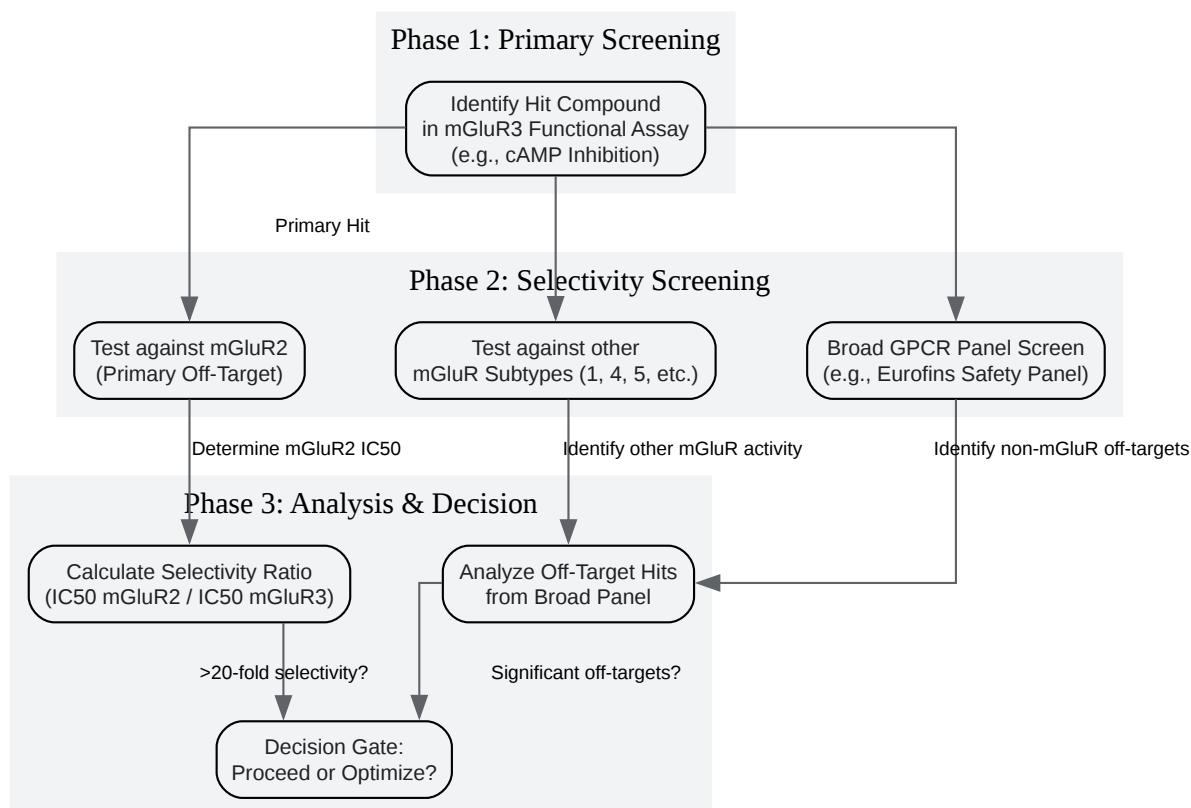 Phase 1: Primary Screening
Identify Hit Compound
in mGluR3 Functional Assay
(e.g., cAMP Inhibition)
Primary Hit
Phase 2: Selectivity Screening
Test against mGluR2
(Primary Off-Target)
Test against other
mGluR Subtypes (1, 4, 5, etc.)
Broad GPCR Panel Screen
(e.g., Eurofins Safety Panel)
Determine mGluR2 IC50
Identify other mGluR activity
Identify non-mGluR off-targets
Phase 3: Analysis & Decision
Calculate Selectivity Ratio
(IC50 mGluR2 / IC50 mGluR3)
Analyze Off-Target Hits
from Broad Panel
>20-fold selectivity?
Significant off-targets?
Decision Gate:
Proceed or Optimize?